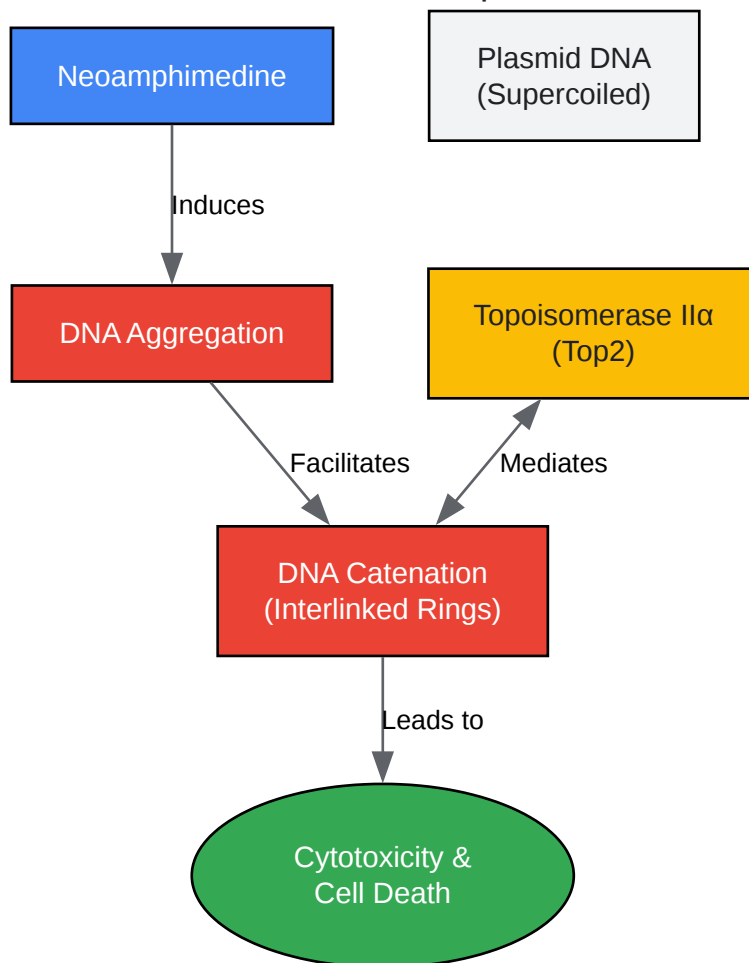 Neoamphimedine
Plasmid DNA
(Supercoiled)
Induces
DNA Aggregation
Topoisomerase IIα
(Top2)
Facilitates
Mediates
DNA Catenation
(Interlinked Rings)
Leads to
Cytotoxicity &
Cell Death